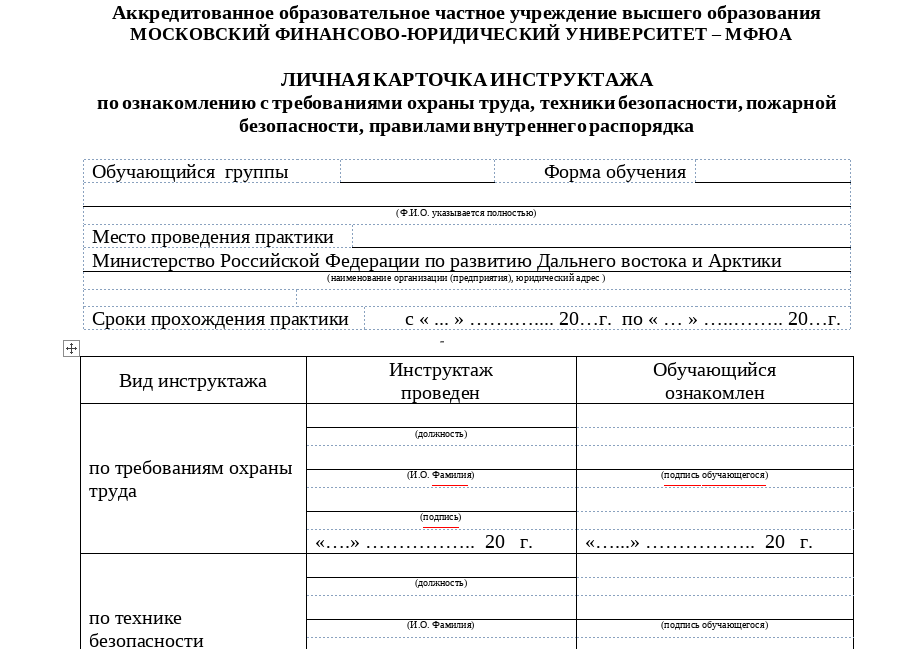 Аккредитованное образовательное частное учреждение высшего образования
МОСКОВСКИЙ ФИНАНСОВО-ЮРИДИЧЕСКИЙ УНИВЕРСИТЕТ – МФЮА
ЛИЧНАЯ КАРТОЧКА ИНСТРУКТАЖА
по ознакомлению с требованиями охраны труда, техники безопасности, пожарной
безопасности, правилами внутреннего распорядка
Обучающийся группы Форма обучения
(Ф.И.О. указывается полностью)
Место проведения практики
Министерство Российской Федерации по развитию Дальнего востока и Арктики
(наименование организации (предприятия), юридический адрес )
Сроки прохождения практики с « ... » …….….... 20…г. по « … » …..…….. 20…г.
Вид инструктажа
Инструктаж
проведен
Обучающийся
ознакомлен
по требованиям охраны
труда
(должность)
(И.О. Фамилия)
(подпись)
«….» …………….. 20 г.
(подпись обучающегося)
«…...» …………….. 20 г.
по технике
безопасности
(должность)
(И.О. Фамилия)
(подпись обучающегося)